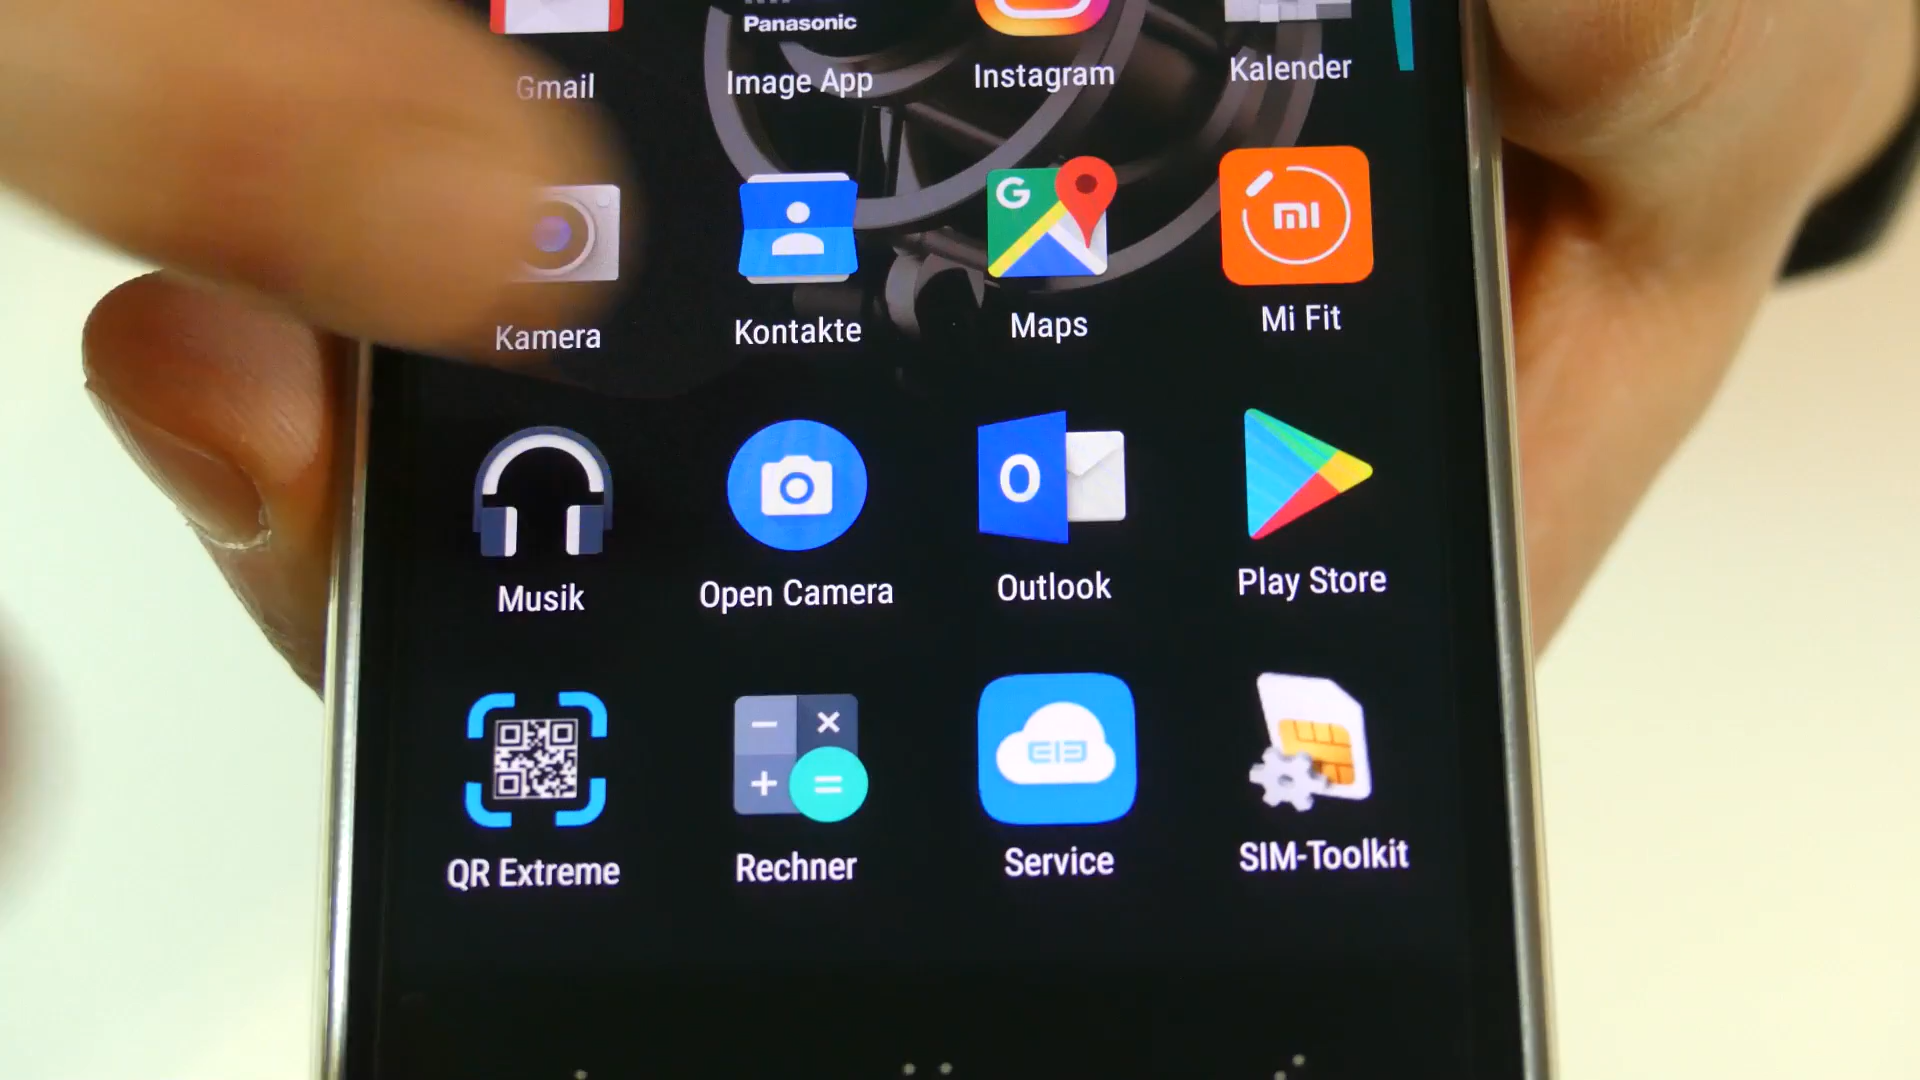 Panasonic
Gmail
Image App
Instagram
Kalender
G
mi
Kamera
Kontakte
Maps
Mi Fit
O
Musik
Open Camera
Outlook
Play Store
QR Extreme
Rechner
Service
SIM-Toolkit